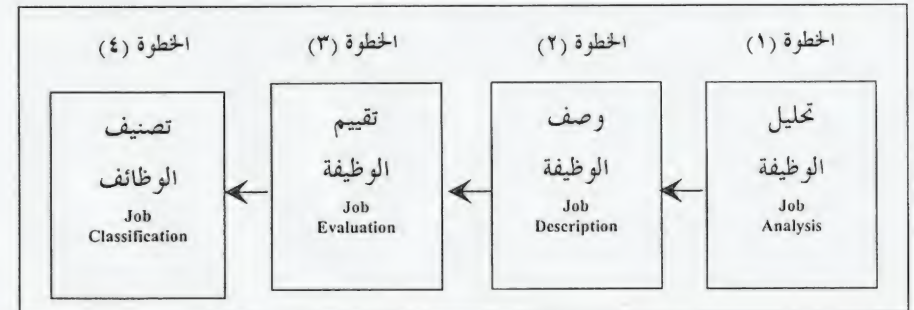 الخطوة (١)
تحليل
الوظيفة
Job
Analysis
الخطوة (٢)
وصف
الوظيفة
Job
Description
الخطوة (٣)
تقييم
الوظيفة
Job
Evaluation
الخطوة (٤)
تصنيف
الوظائف
Job
Classification